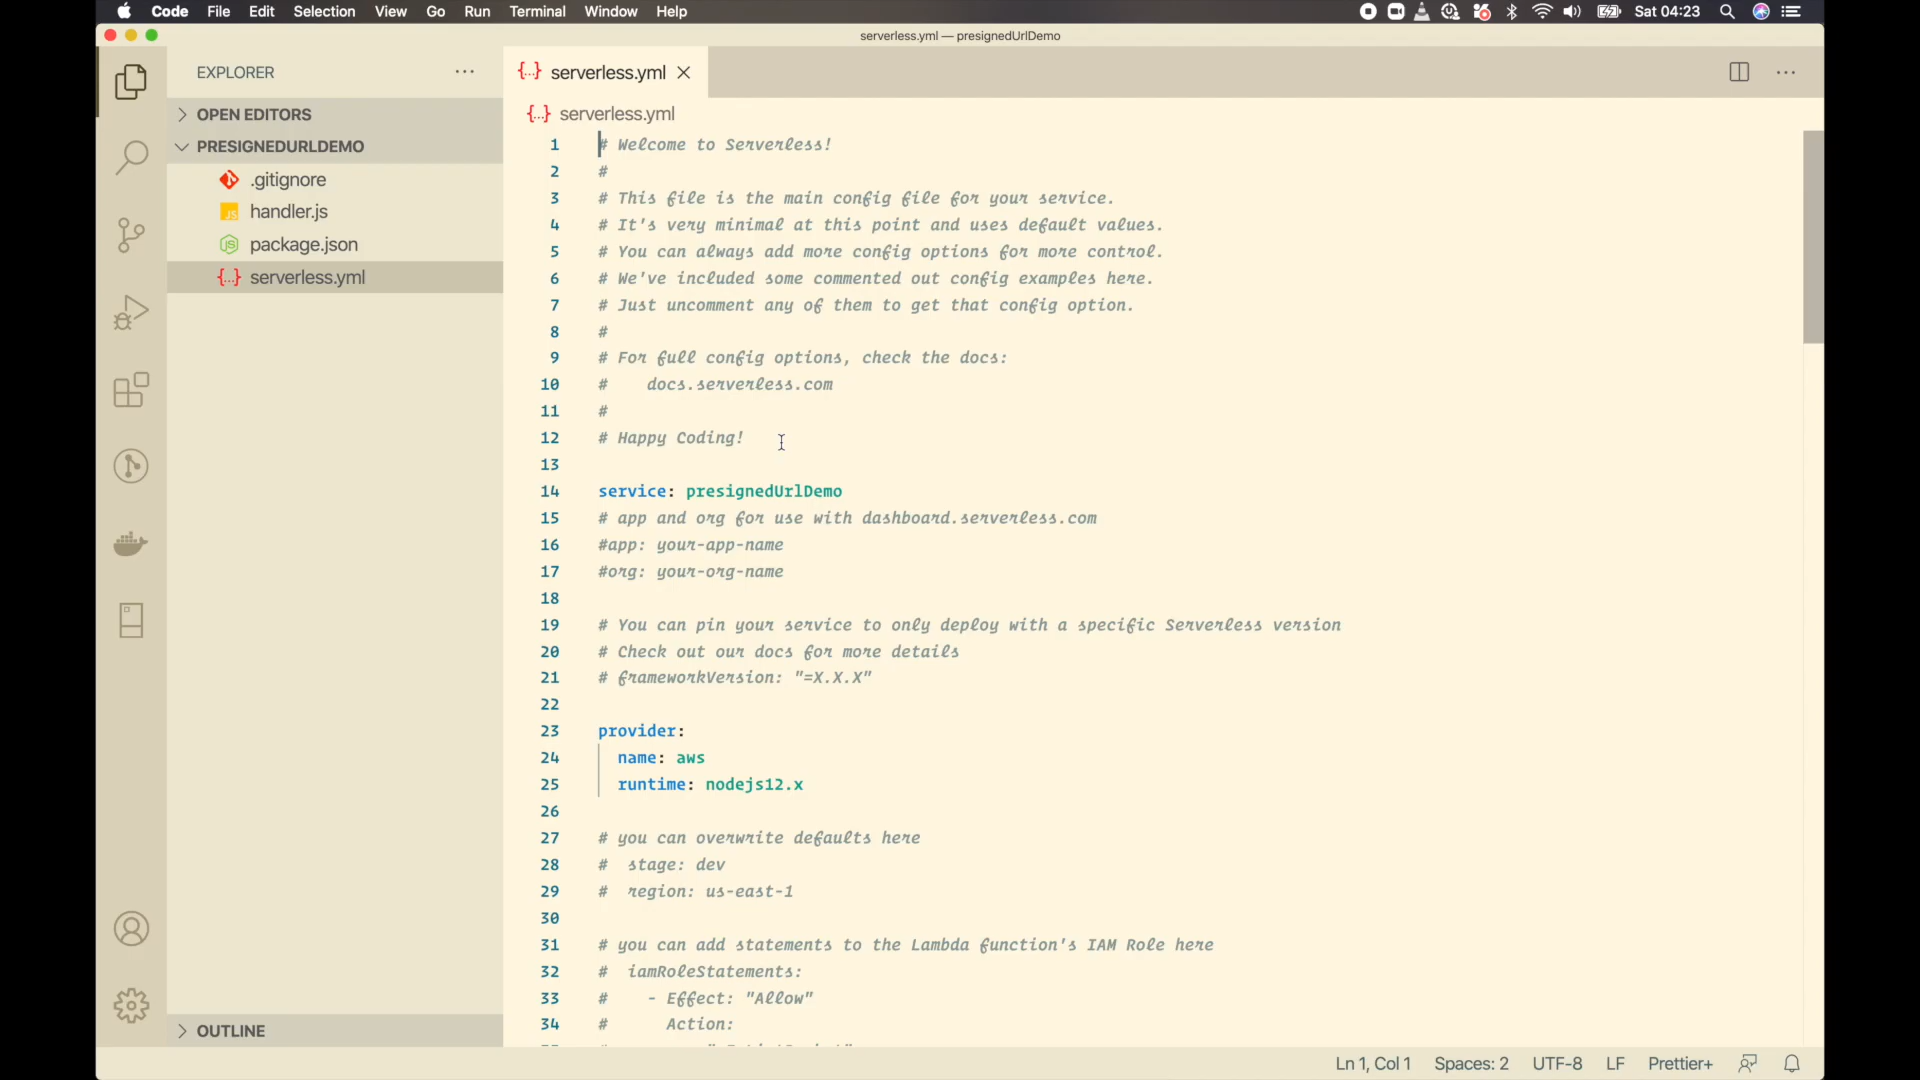 Code File Edit Selection View Go Run Terminal Window Help Sat 04:23
serverless.yml — presignedUrlDemo
EXPLORER
serverless.yml
OPEN EDITORS
serverless.yml
PRESIGNEDURLDEMO
.gitignore
handler.js
package.json
serverless.yml
1 # Welcome to Serverless!
2 #
3 # This file is the main config file for your service.
4 # It's very minimal at this point and uses default values.
5 # You can always add more config options for more control.
6 # We've included some commented out config examples here.
7 # Just uncomment any of them to get that config option.
8 #
9 # For full config options, check the docs:
10 #    docs.serverless.com
11 #
12 # Happy Coding!
13
14 service: presignedUrlDemo
15 # app and org for use with dashboard.serverless.com
16 #app: your-app-name
17 #org: your-org-name
18
19 # You can pin your service to only deploy with a specific Serverless version
20 # Check out our docs for more details
21 # frameworkVersion: "=X.X.X"
22
23 provider:
24   name: aws
25   runtime: nodejs12.x
26
27 # you can overwrite defaults here
28 #  stage: dev
29 #  region: us-east-1
30
31 # you can add statements to the Lambda function's IAM Role here
32 #  iamRoleStatements:
33 #    - Effect: "Allow"
34 #      Action:
OUTLINE
Ln 1, Col 1 Spaces: 2 UTF-8 LF Prettier+